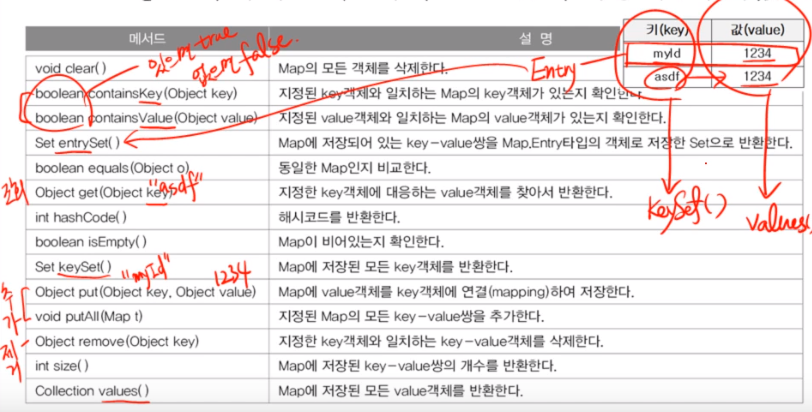 키(key) 값(value)
myId 1234
asdf 1234
메서드 설 명
있으면 true
없으면 false.
Entry
void clear() Map의 모든 객체를 삭제한다.
boolean containsKey(Object key) 지정된 key객체와 일치하는 Map의 key객체가 있는지 확인한다.
boolean containsValue(Object value) 지정된 value객체와 일치하는 Map의 value객체가 있는지 확인한다.
Set entrySet() Map에 저장되어 있는 key-value쌍을 Map.Entry타입의 객체로 저장한 Set으로 반환한다.
boolean equals(Object o) 동일한 Map인지 비교한다.
"asdf"
Object get(Object key) 지정한 key객체에 대응하는 value객체를 찾아서 반환한다.
keySet()
values(
int hashCode() 해시코드를 반환한다.
boolean isEmpty() Map이 비어있는지 확인한다.
Set keySet() Map에 저장된 모든 key객체를 반환한다.
"myId" 1234
추가
Object put(Object key, Object value) Map에 value객체를 key객체에 연결(mapping)하여 저장한다.
void putAll(Map t) 지정된 Map의 모든 key-value쌍을 추가한다.
제거
Object remove(Object key) 지정한 key객체와 일치하는 key-value객체를 삭제한다.
int size() Map에 저장된 key-value쌍의 개수를 반환한다.
Collection values() Map에 저장된 모든 value객체를 반환한다.